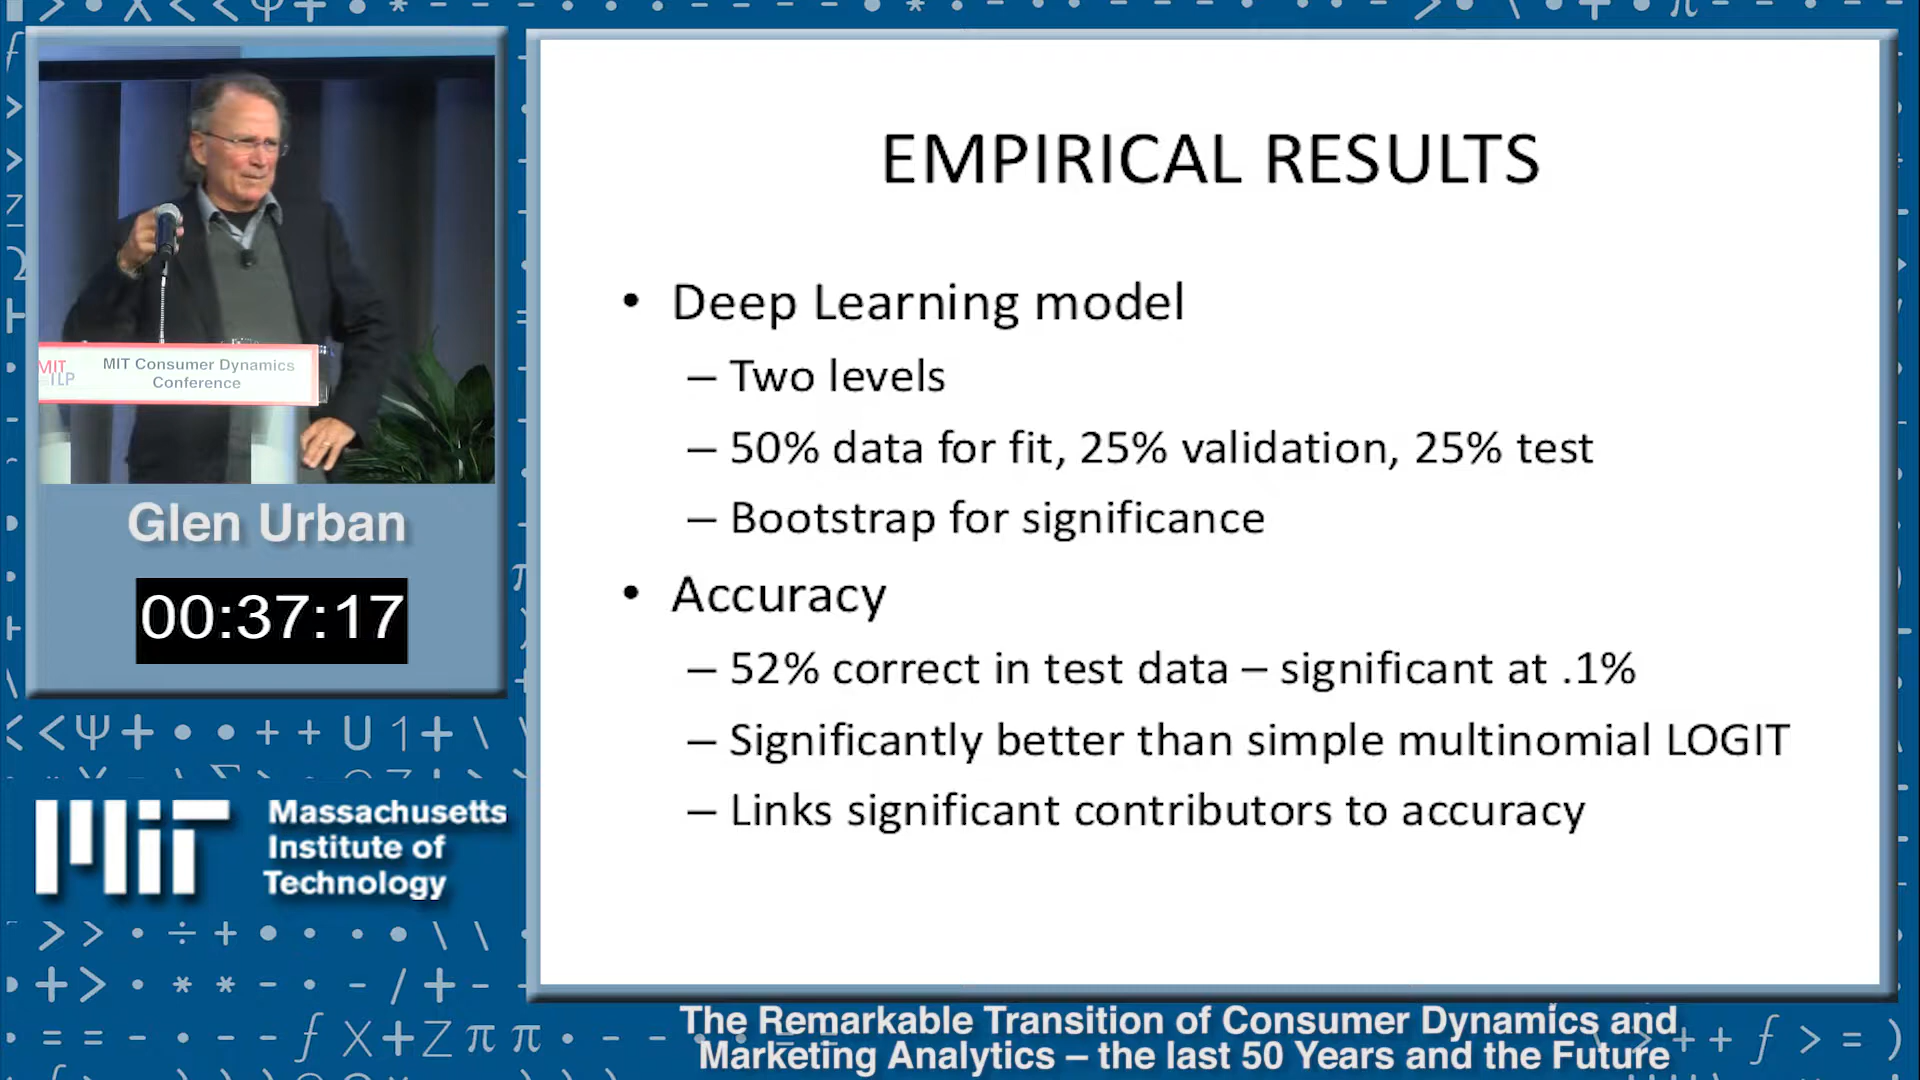 EMPIRICAL RESULTS
• Deep Learning model
– Two levels
– 50% data for fit, 25% validation, 25% test
– Bootstrap for significance
• Accuracy
– 52% correct in test data – significant at .1%
– Significantly better than simple multinomial LOGIT
– Links significant contributors to accuracy
MIT
ILP
MIT Consumer Dynamics
Conference
Glen Urban
00:37:17
MIT
Massachusetts
Institute of
Technology
The Remarkable Transition of Consumer Dynamics and
Marketing Analytics – the last 50 Years and the Future